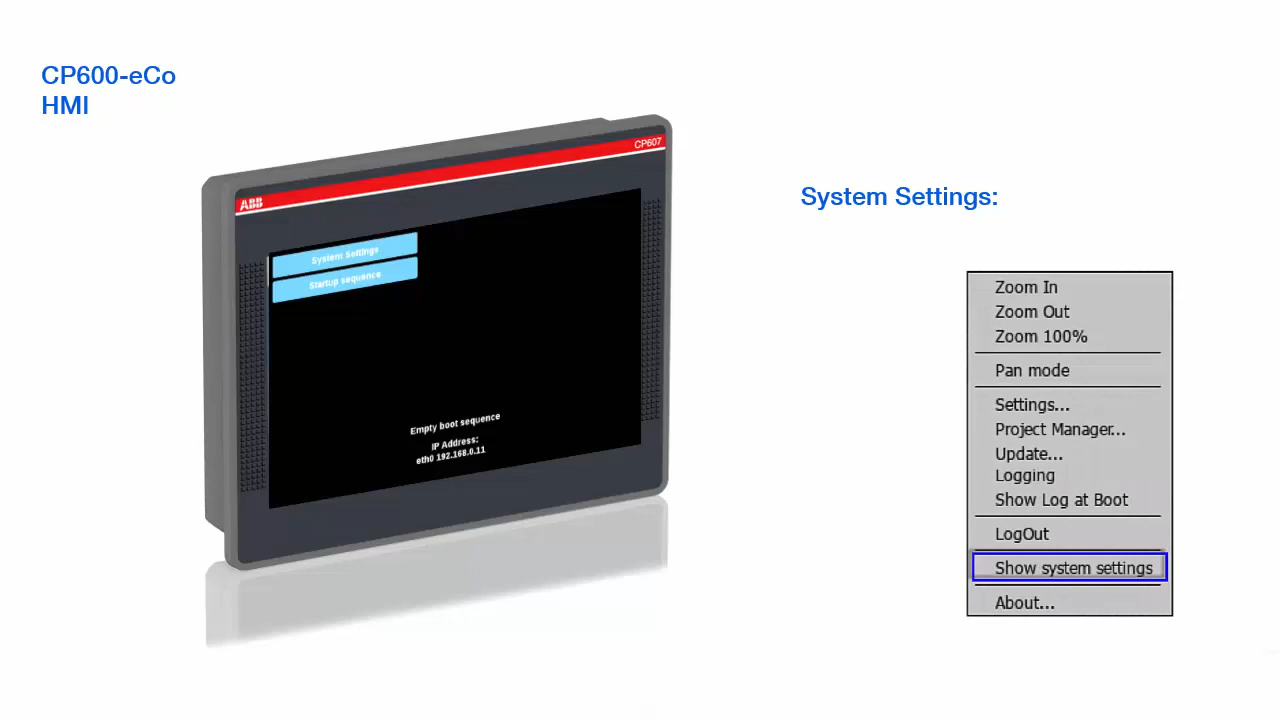 CP600-eCo
HMI
ABB
CP607
System Settings
Startup sequence
Empty boot sequence
IP Address:
eth0 192.168.0.11
System Settings:
Zoom In
Zoom Out
Zoom 100%
Pan mode
Settings...
Project Manager...
Update...
Logging
Show Log at Boot
LogOut
Show system settings
About...